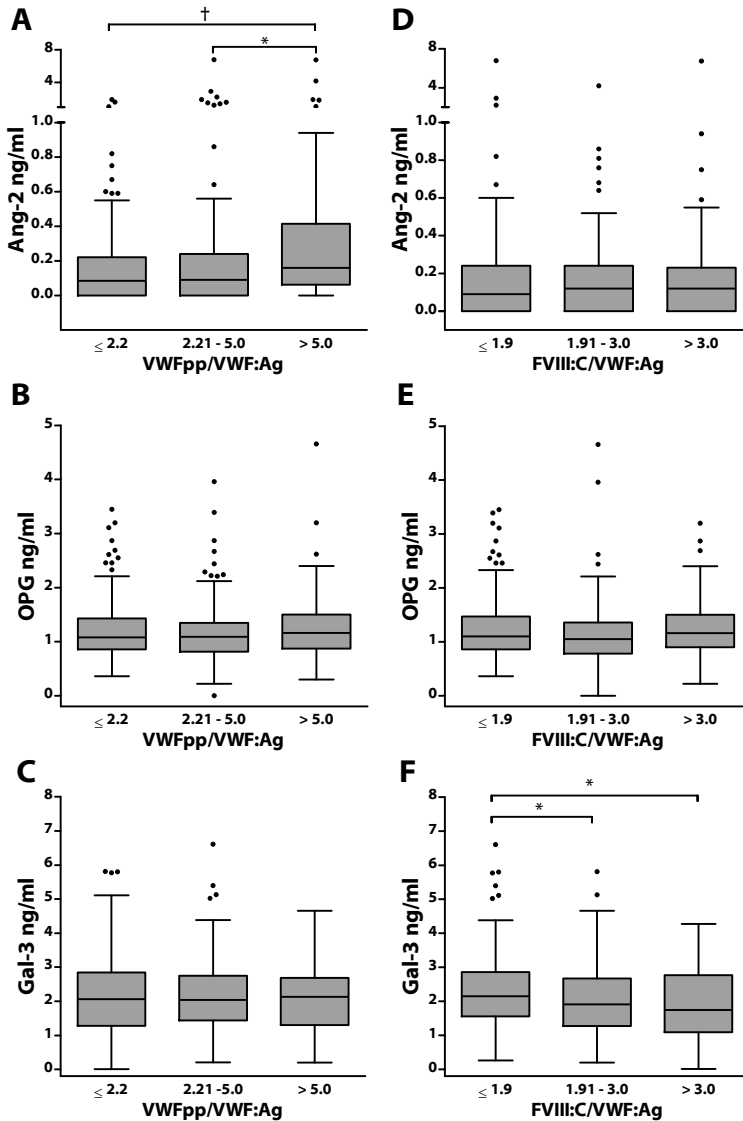 A
†
*
8
4
1.0
0.8
0.6
0.4
0.2
0.0
Ang-2 ng/ml
≤ 2.2 2.21 - 5.0 > 5.0
VWFpp/VWF:Ag
D
8
4
1.0
0.8
0.6
0.4
0.2
0.0
Ang-2 ng/ml
≤ 1.9 1.91 - 3.0 > 3.0
FVIII:C/VWF:Ag
B
5
4
3
2
1
0
OPG ng/ml
≤ 2.2 2.21 - 5.0 > 5.0
VWFpp/VWF:Ag
E
5
4
3
2
1
0
OPG ng/ml
≤ 1.9 1.91 - 3.0 > 3.0
FVIII:C/VWF:Ag
C
8
7
6
5
4
3
2
1
0
Gal-3 ng/ml
≤ 2.2 2.21 -5.0 > 5.0
VWFpp/VWF:Ag
F
*
*
8
7
6
5
4
3
2
1
0
Gal-3 ng/ml
≤ 1.9 1.91 - 3.0 > 3.0
FVIII:C/VWF:Ag